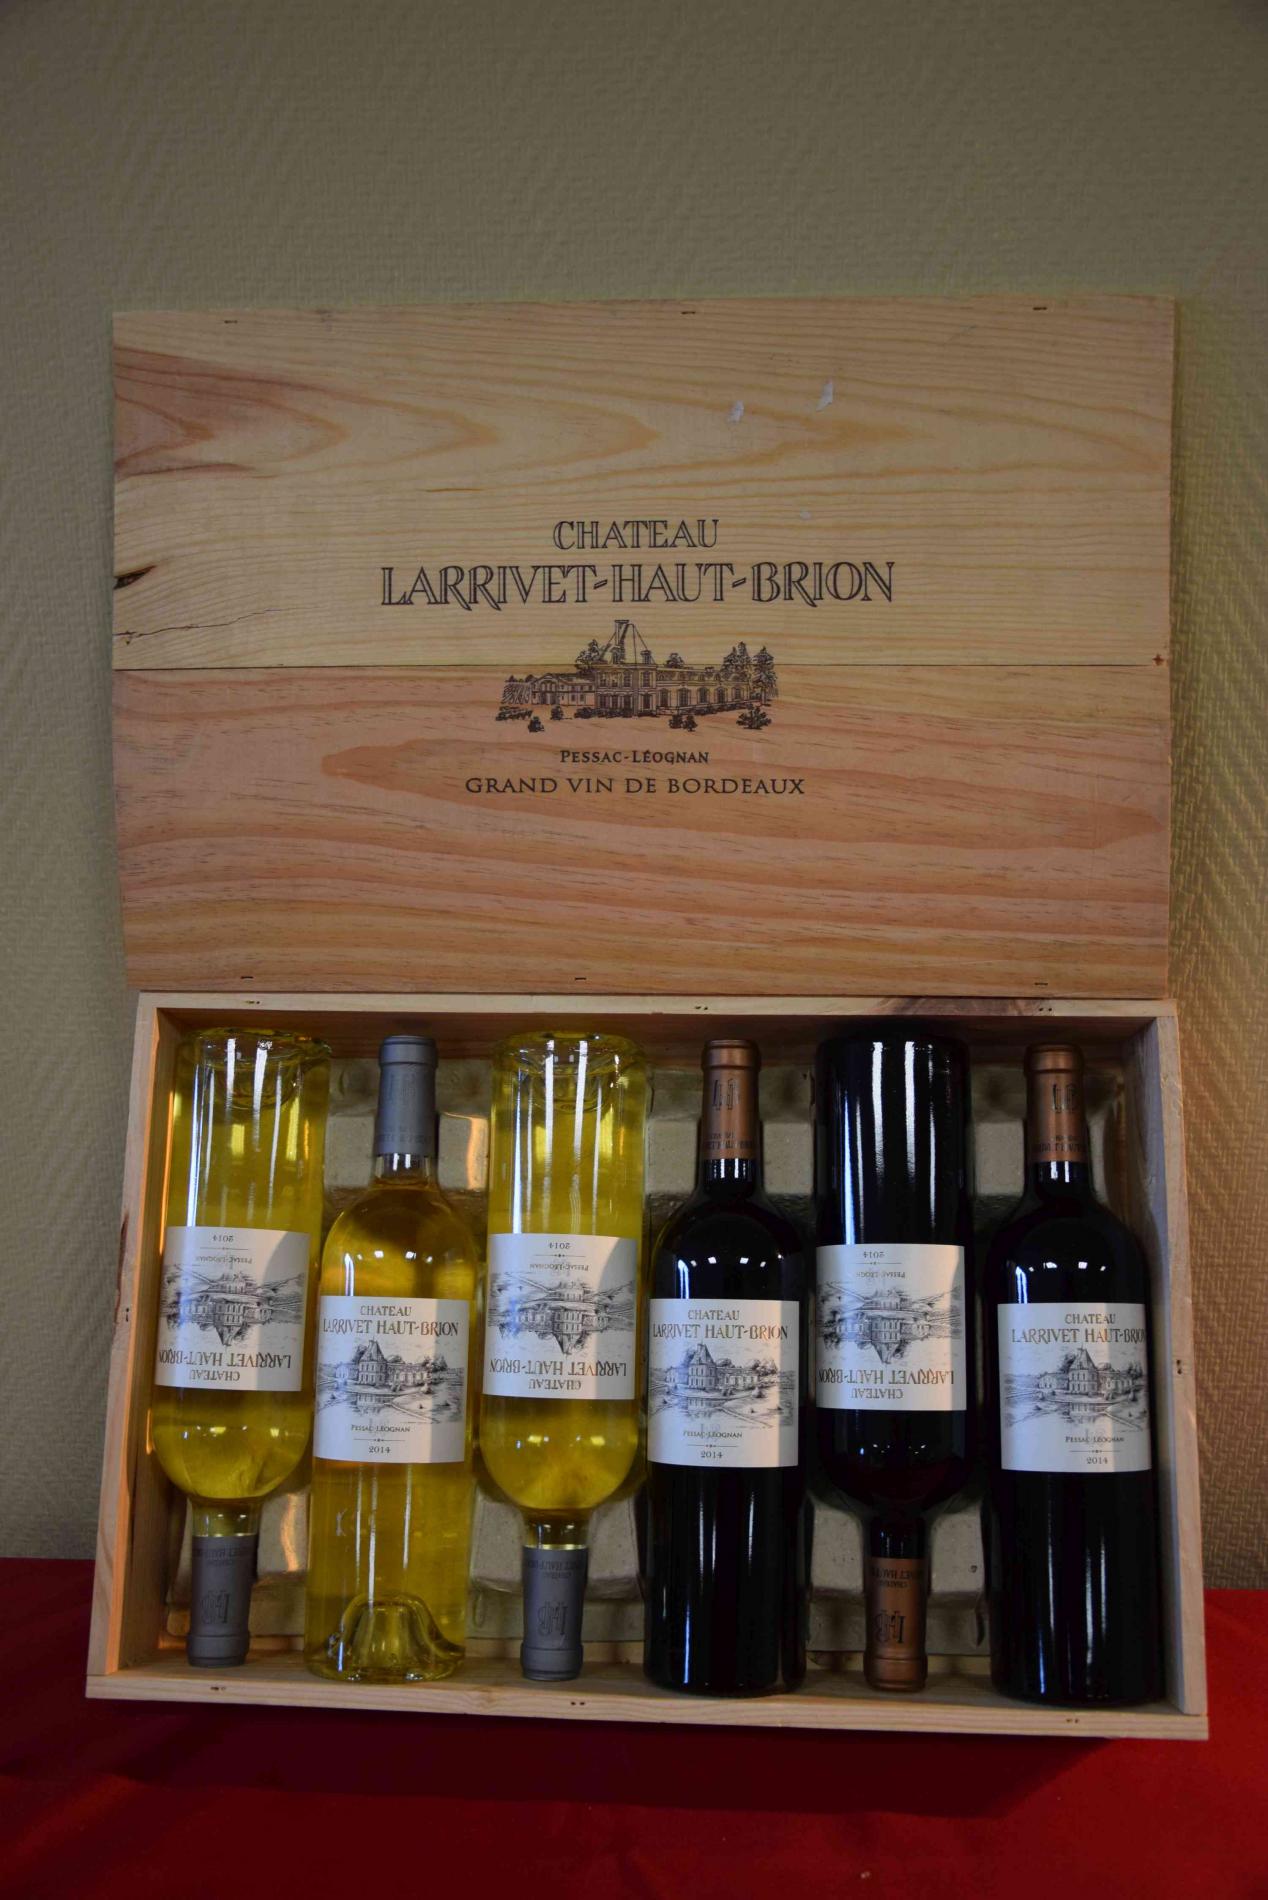 CHATEAU
LARRIVET-HAUT-BRION
PESSAC-LÉOGNAN
GRAND VIN DE BORDEAUX
CHATEAU
LARRIVET HAUT-BRION
PESSAC-LÉOGNAN
2014
CHATEAU
LARRIVET HAUT-BRION
PESSAC-LÉOGNAN
2014
CHATEAU
LARRIVET HAUT-BRION
PESSAC-LÉOGNAN
2014
CHATEAU
LARRIVET HAUT-BRION
PESSAC-LÉOGNAN
2014
CHATEAU
LARRIVET HAUT-BRION
PESSAC-LÉOGN
2014
CHATEAU
LARRIVET HAUT-BRION
PESSAC-LÉOGNAN
2014